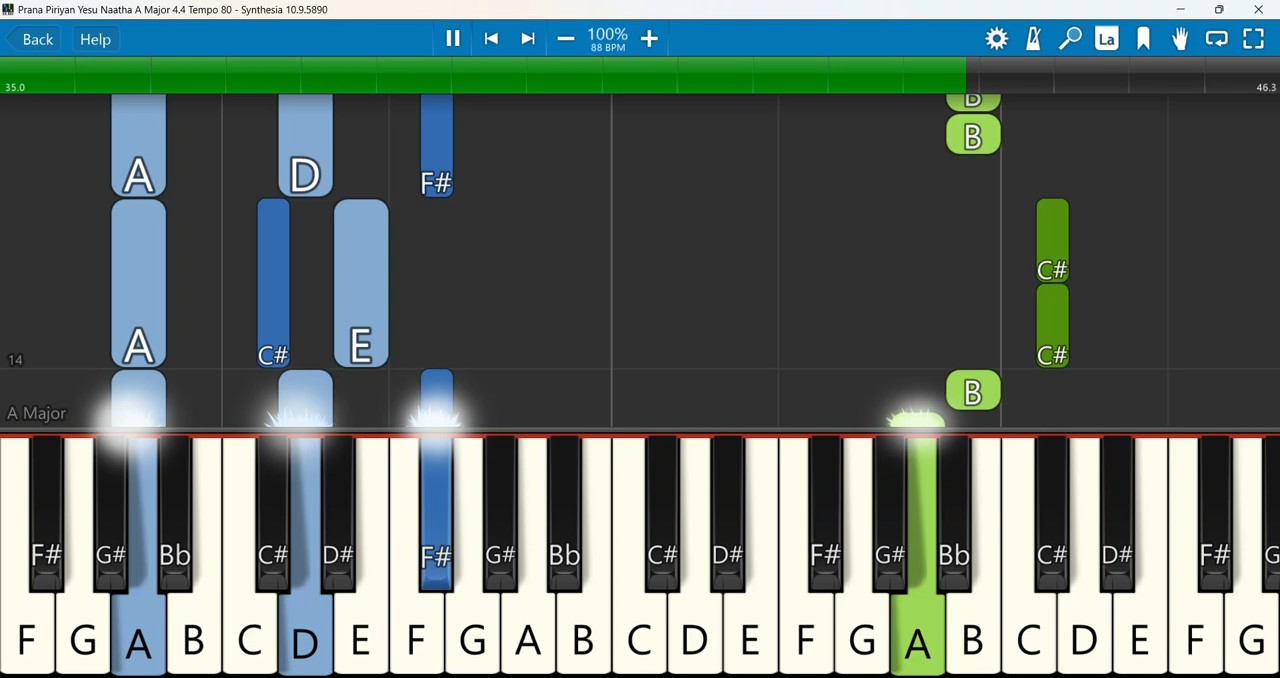 Prana Piriyan Yesu Naatha A Major 4.4 Tempo 80 - Synthesia 10.9.5890
Back Help 100% La
88 BPM
35.0 46.3
B
B
A D F#
C#
A C# E C#
14
B
A Major
F# G# Bb C# D# F# G# Bb C# D# F# G# Bb C# D# F# G
F G A B C D E F G A B C D E F G A B C D E F G